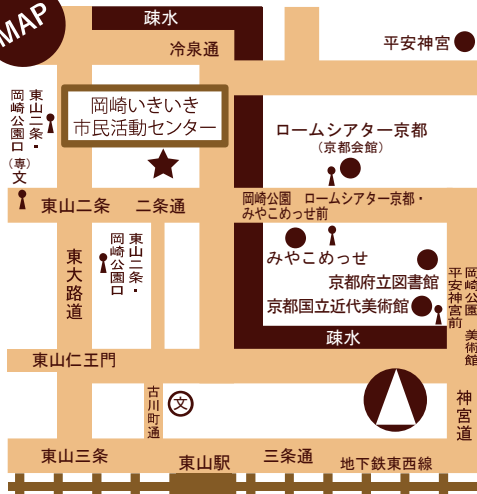 MAP
疎水
冷泉通
平安神宮
岡崎いきいき
市民活動センター
東山二条・
岡崎公園口
（専）
文
ロームシアター京都
（京都会館）
東山二条
二条通
岡崎公園　ロームシアター京都・
みやこめっせ前
東大路道
東山二条・
岡崎公園口
みやこめっせ
京都府立図書館
京都国立近代美術館
岡崎公園　美術館
平安神宮前
疎水
東山仁王門
古川町通
文
神宮道
東山三条
東山駅
三条通
地下鉄東西線